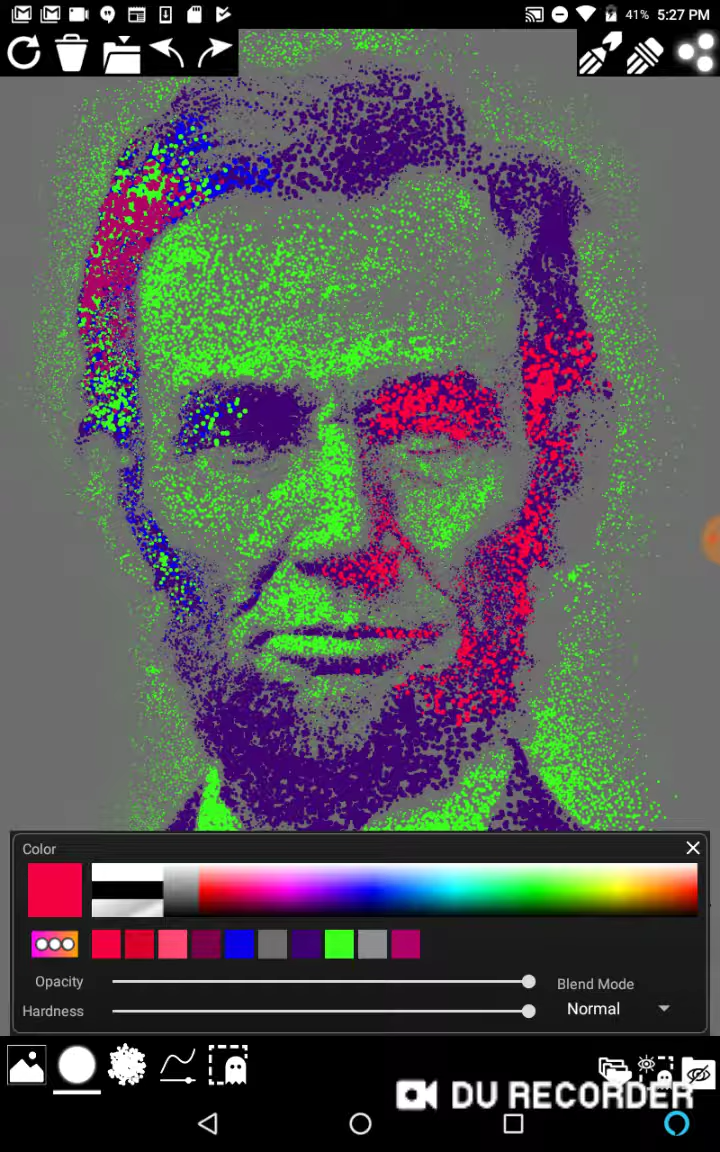 41% 5:27 PM
Color
Opacity
Blend Mode
Hardness
Normal
DU RECORDER